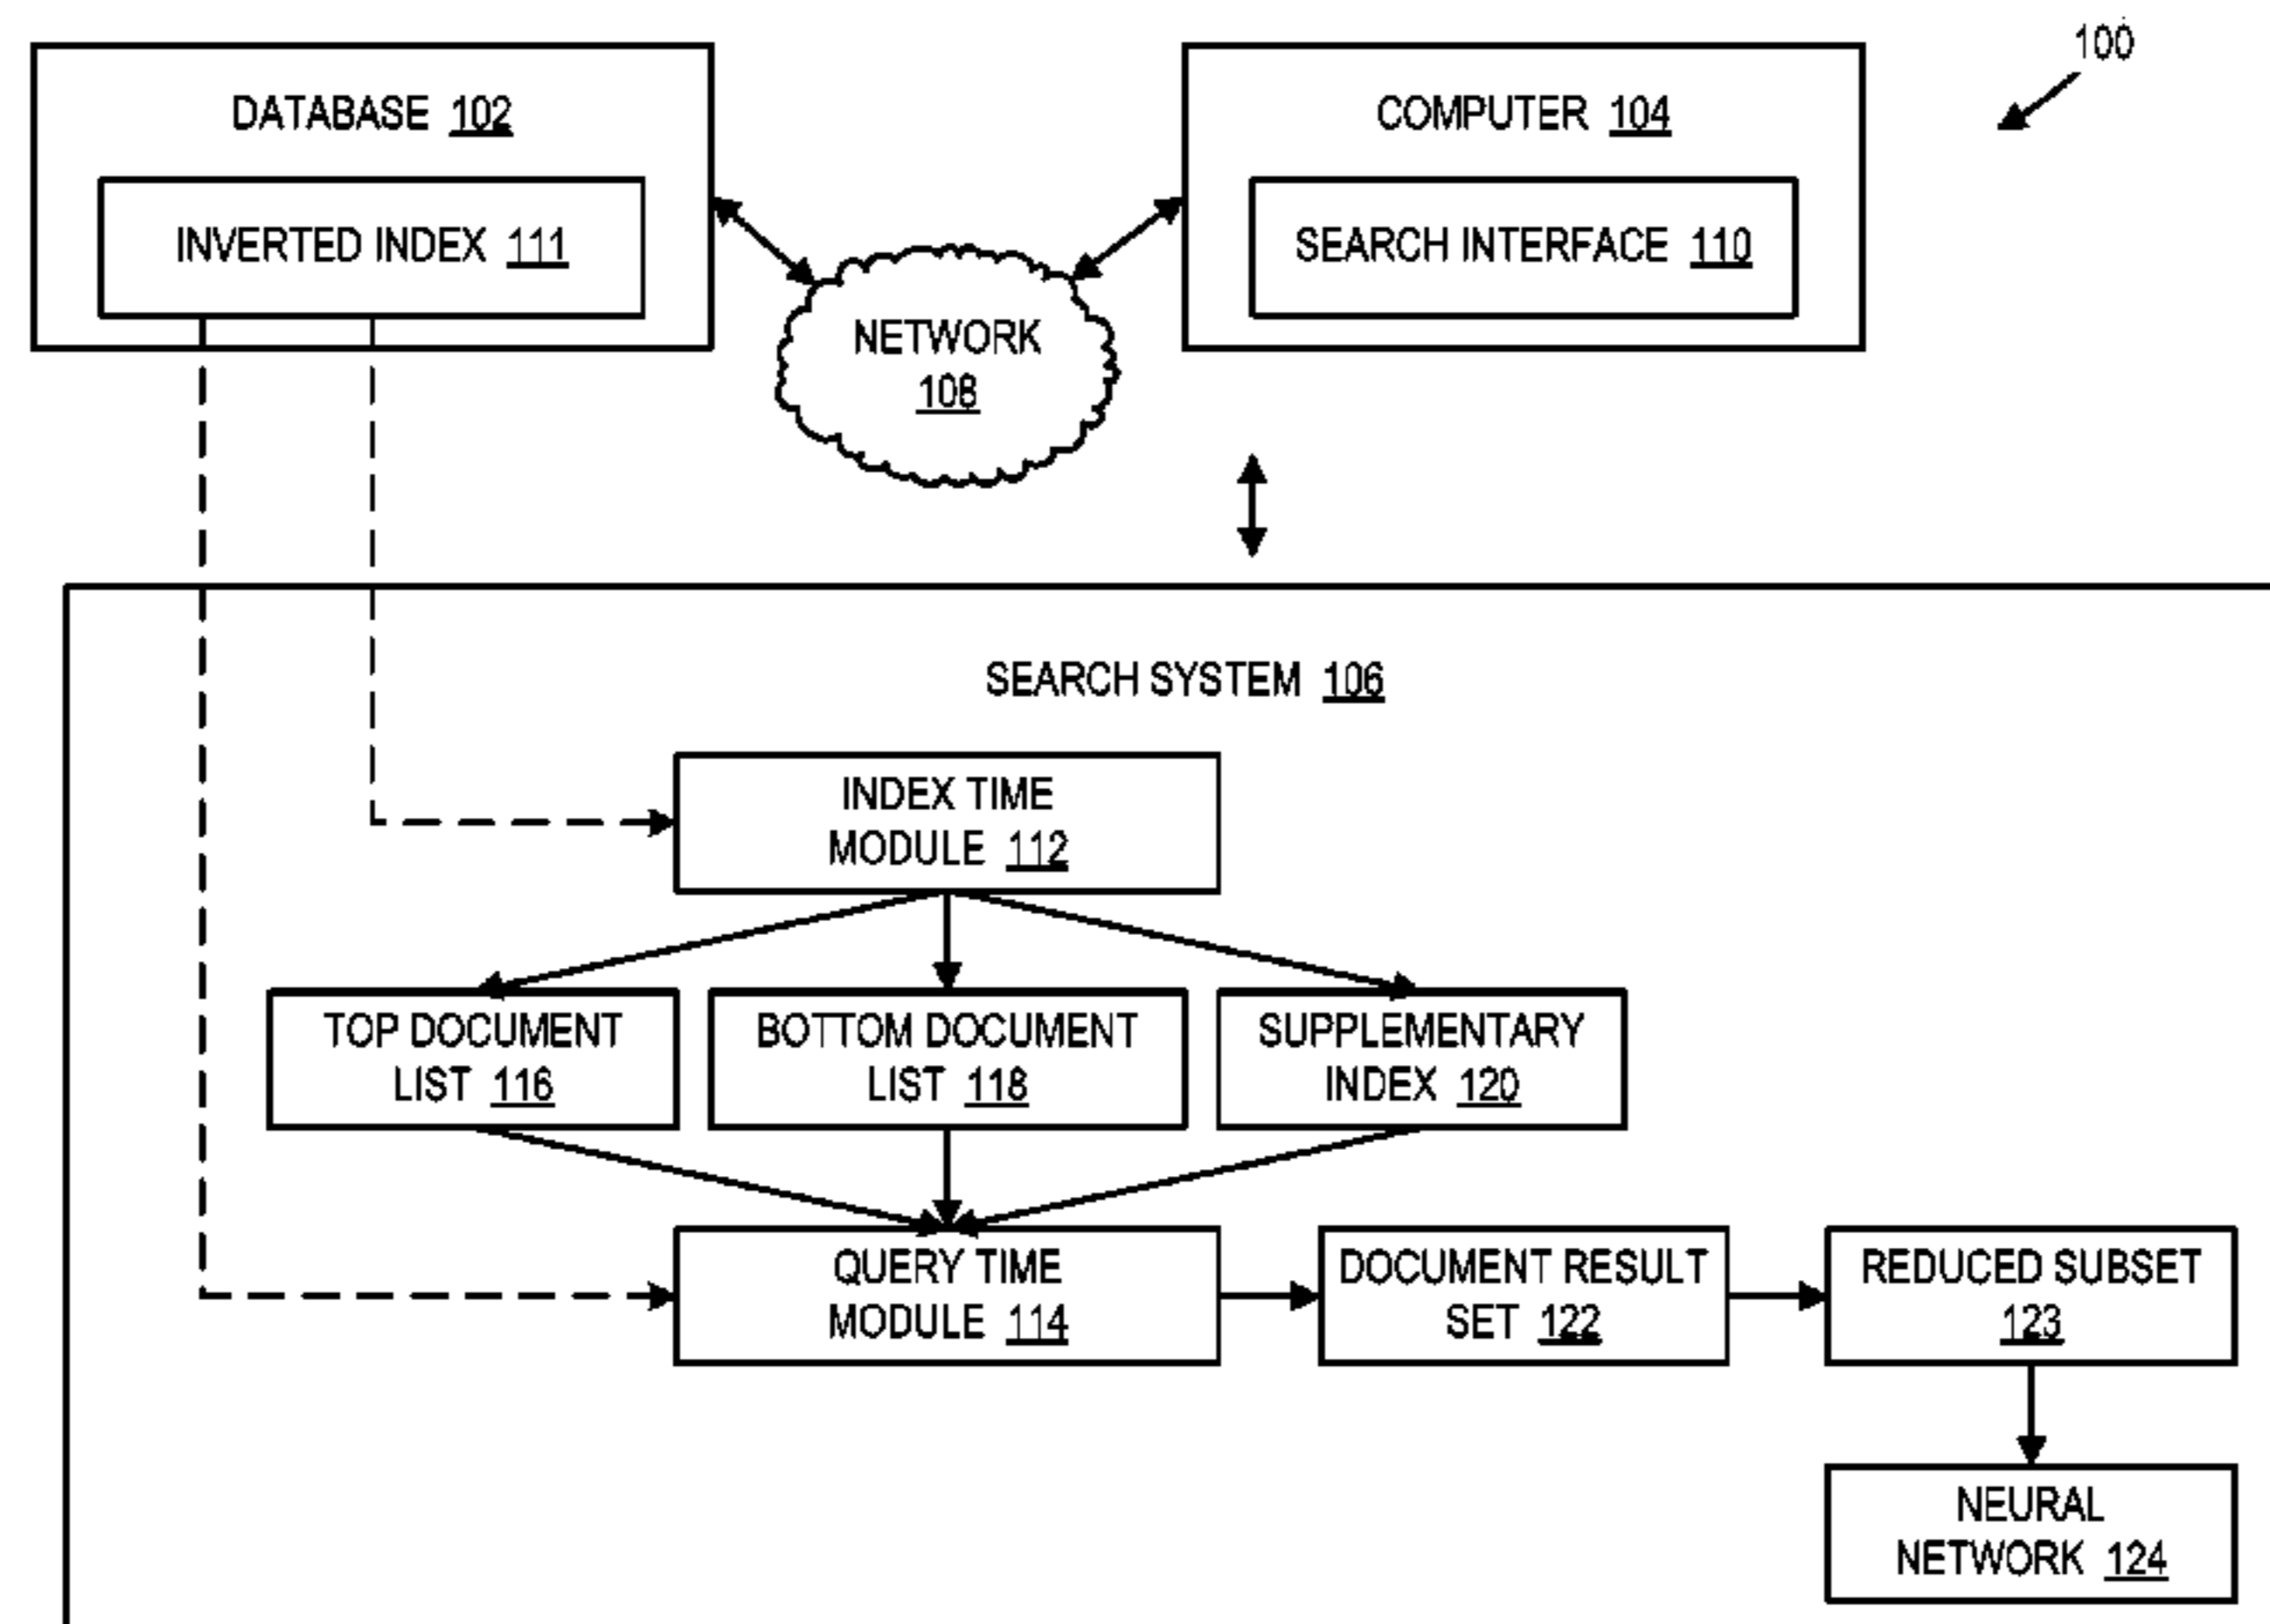 100
DATABASE 102
COMPUTER 104
INVERTED INDEX 111
SEARCH INTERFACE 110
NETWORK
108
SEARCH SYSTEM 106
INDEX TIME
MODULE 112
TOP DOCUMENT
LIST 116
BOTTOM DOCUMENT
LIST 118
SUPPLEMENTARY
INDEX 120
QUERY TIME
MODULE 114
DOCUMENT RESULT
SET 122
REDUCED SUBSET
123
NEURAL
NETWORK 124